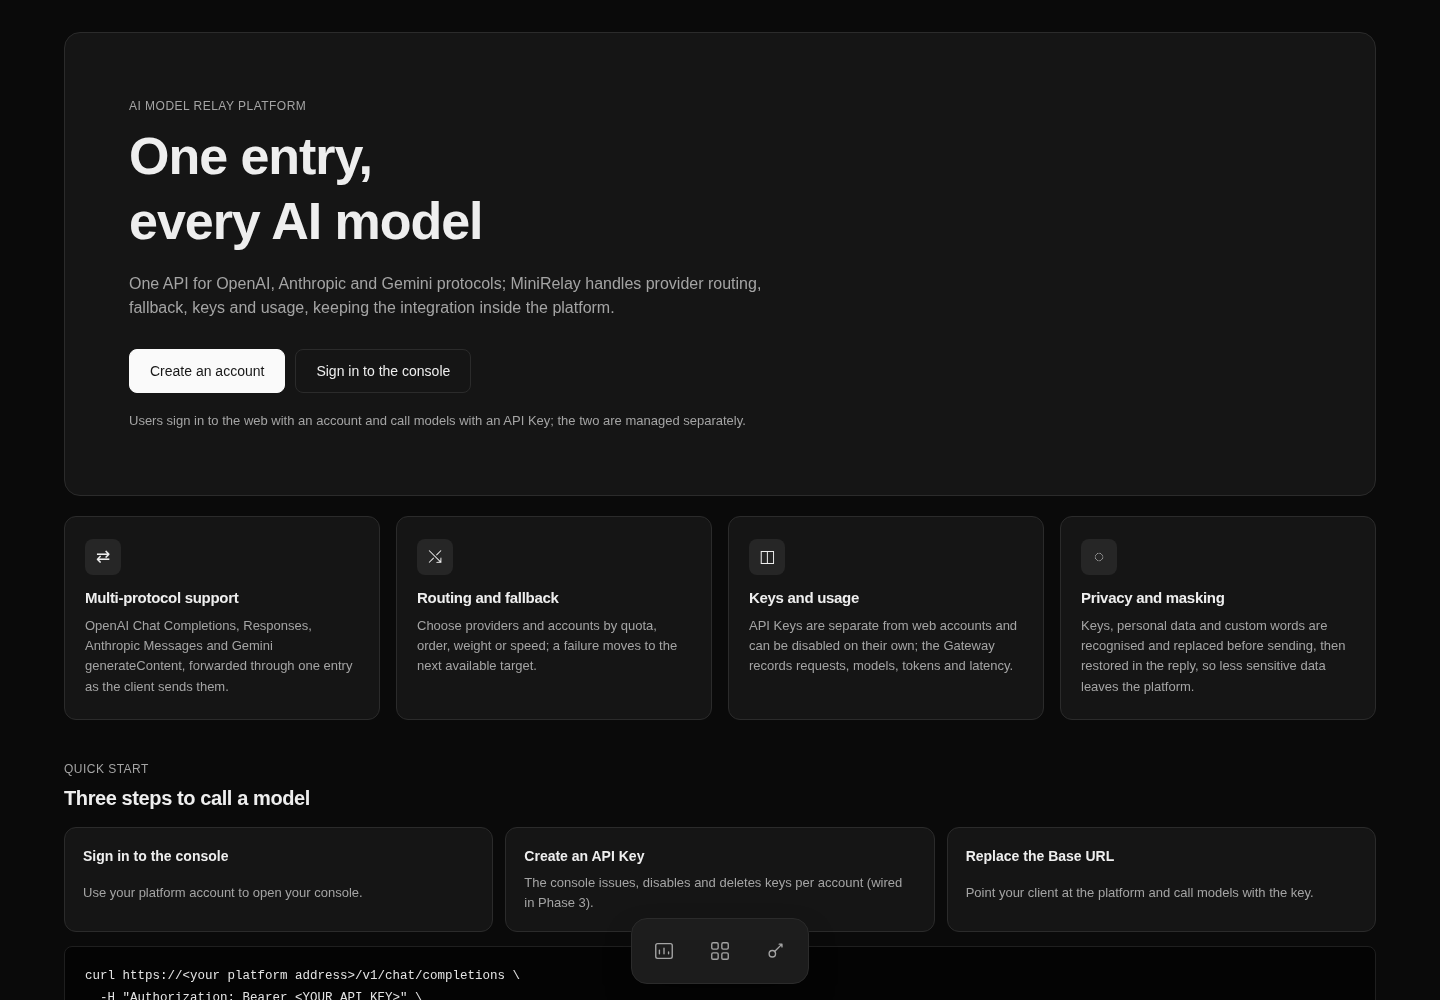 AI MODEL RELAY PLATFORM
One entry,
every AI model
One API for OpenAI, Anthropic and Gemini protocols; MiniRelay handles provider routing,
fallback, keys and usage, keeping the integration inside the platform.
Create an account
Sign in to the console
Users sign in to the web with an account and call models with an API Key; the two are managed separately.
Multi-protocol support
OpenAI Chat Completions, Responses,
Anthropic Messages and Gemini
generateContent, forwarded through one entry
as the client sends them.
Routing and fallback
Choose providers and accounts by quota,
order, weight or speed; a failure moves to the
next available target.
Keys and usage
API Keys are separate from web accounts and
can be disabled on their own; the Gateway
records requests, models, tokens and latency.
Privacy and masking
Keys, personal data and custom words are
recognised and replaced before sending, then
restored in the reply, so less sensitive data
leaves the platform.
QUICK START
Three steps to call a model
Sign in to the console
Use your platform account to open your console.
Create an API Key
The console issues, disables and deletes keys per account (wired
in Phase 3).
Replace the Base URL
Point your client at the platform and call models with the key.
curl https://<your platform address>/v1/chat/completions \
-H "Authorization: Bearer <YOUR_API_KEY>" \